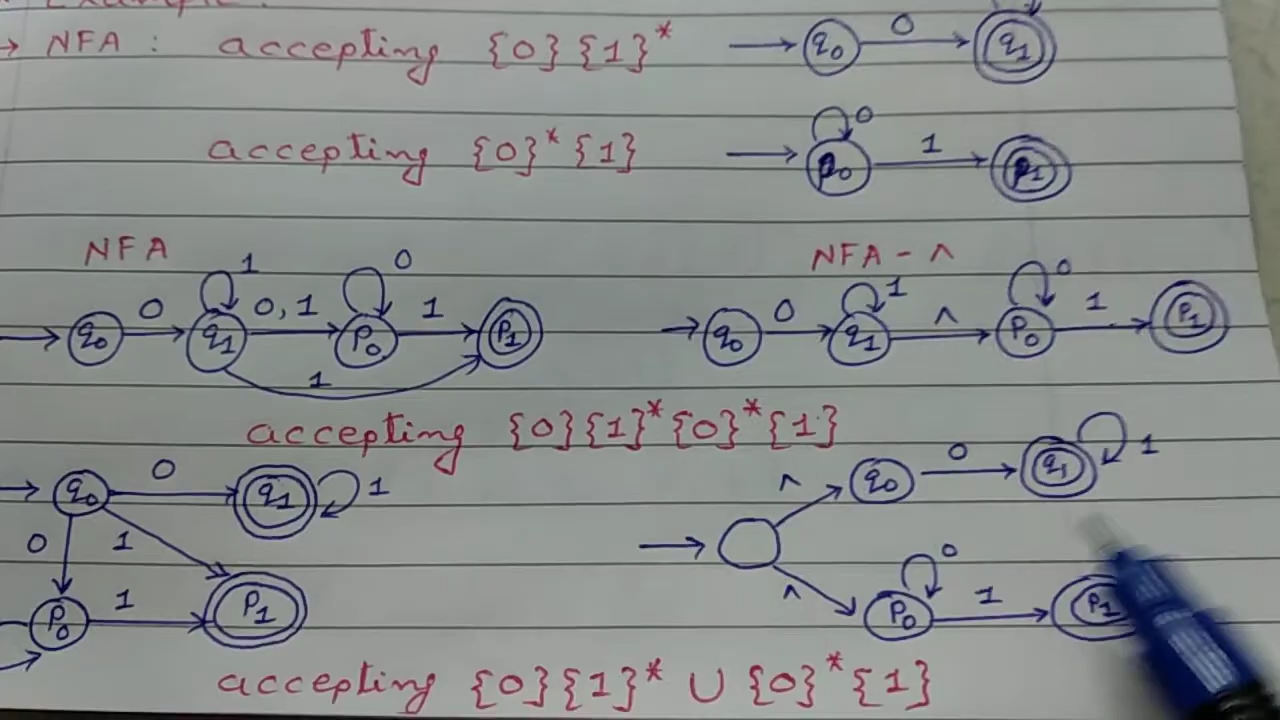 → NFA : accepting {0}{1}* → q0 0 q1
accepting {0}*{1} → p0 0 1 p1
NFA NFA - ^
→ q0 0 q1 1 0,1 p0 0 1 p1 1
→ q0 0 q1 1 ^ p0 0 1 p1
accepting {0}{1}*{0}*{1}
→ q0 0 q1 1
0 1
p0 1 p1
→ ^ q0 0 q1 1
^ p0 0 1 p1
accepting {0}{1}* ∪ {0}*{1}